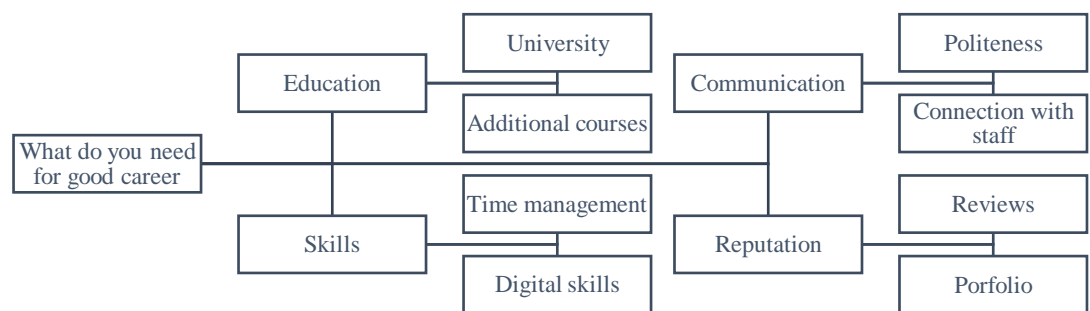 What do you need
for good career
Education
University
Additional courses
Skills
Time management
Digital skills
Communication
Politeness
Connection with
staff
Reputation
Reviews
Porfolio